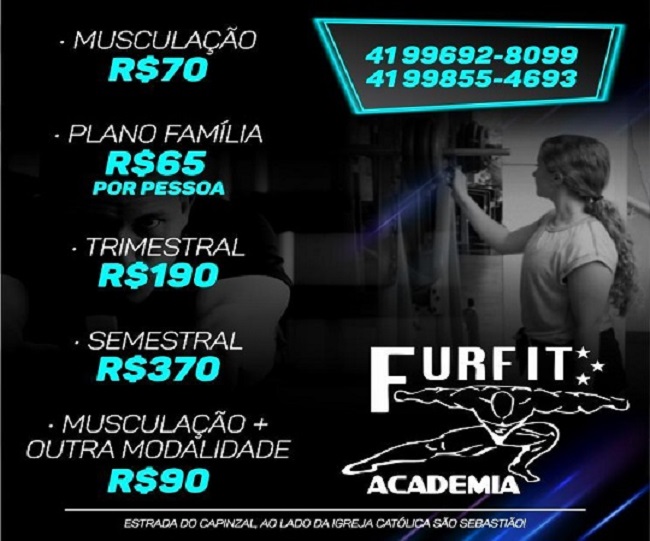 · MUSCULAÇÃO
R$70
41 99692-8099
41 99855-4693
· PLANO FAMÍLIA
R$65
POR PESSOA
· TRIMESTRAL
R$190
· SEMESTRAL
R$370
· MUSCULAÇÃO +
OUTRA MODALIDADE
R$90
FURFIT
ACADEMIA
ESTRADA DO CAPINZAL, AO LADO DA IGREJA CATÓLICA SÃO SEBASTIÃO!